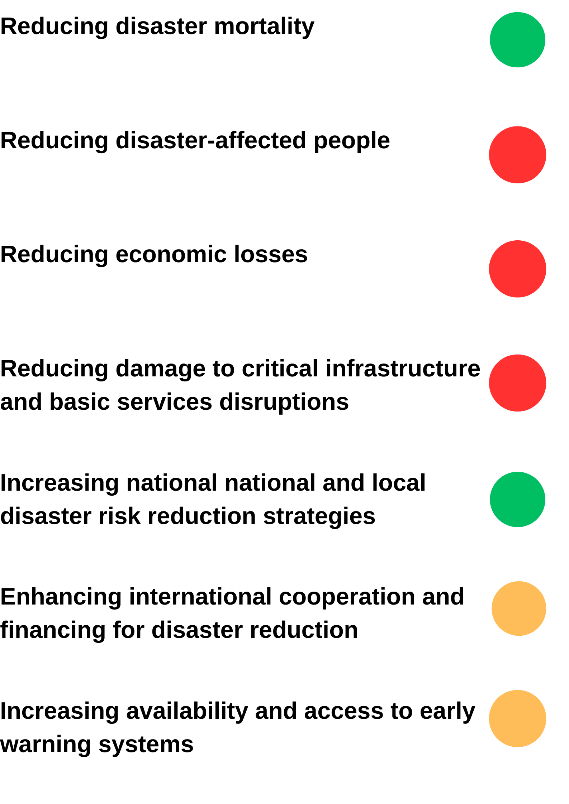 Reducing disaster mortality
Reducing disaster-affected people
Reducing economic losses
Reducing damage to critical infrastructure
and basic services disruptions
Increasing national national and local
disaster risk reduction strategies
Enhancing international cooperation and
financing for disaster reduction
Increasing availability and access to early
warning systems